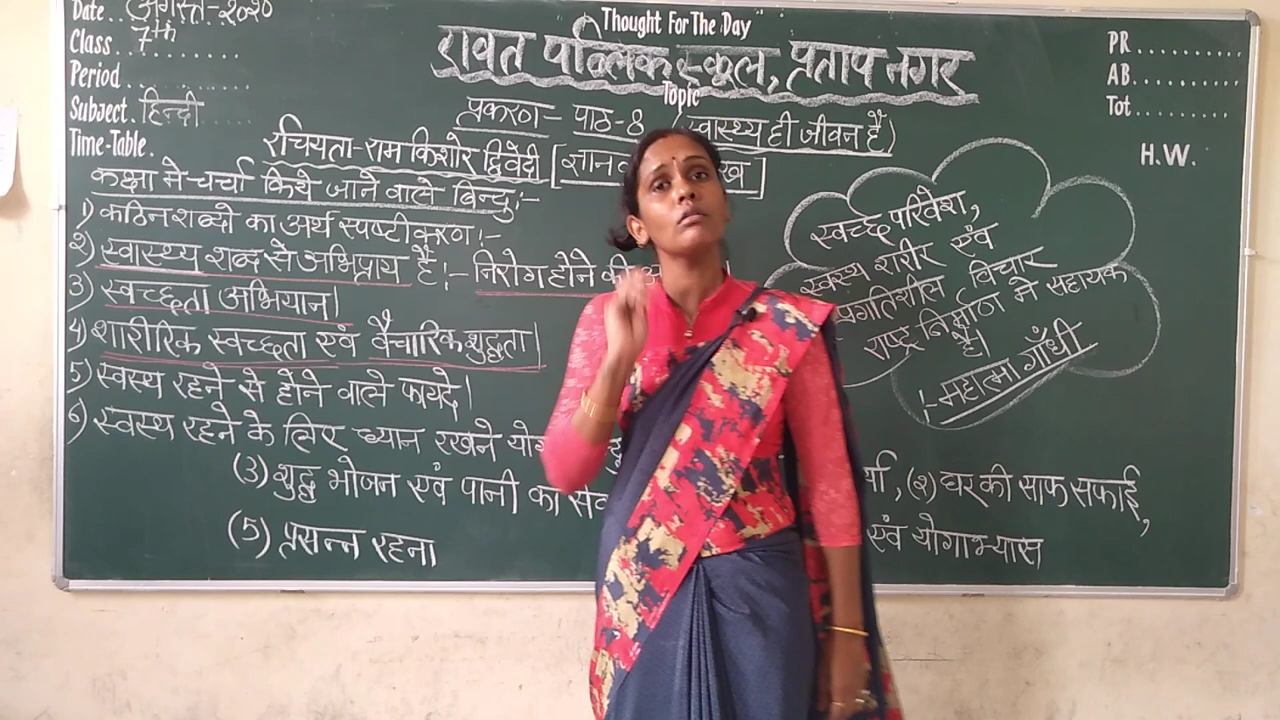 Thought For The Day
Date.. अगस्त-2020
Class.. 7th
Period..
Subject. हिन्दी
Time-Table.
रावत पब्लिक स्कूल, प्रताप नगर
Topic
प्रकरण- पाठ-8 (स्वास्थ्य ही जीवन है)
रचियता-राम किशोर द्विवेदी [ज्ञान
कक्षा मे चर्चा किये जाने वाले बिन्दु:-
1) कठिन शब्दो का अर्थ स्पष्टीकरण:-
2) स्वास्थ्य शब्द से अभिप्राय है:- निरोग होने की
3) स्वच्छता अभियान।
4) शारीरिक स्वच्छता एवं वैचारिक शुद्धता।
5) स्वस्थ रहने से होने वाले फायदे।
6) स्वस्थ रहने के लिए ध्यान रखने
(2) घर की साफ सफाई,
(3) शुद्ध भोजन एवं पानी का
एवं योगाभ्यास
(5) प्रसन्न रहना
स्वच्छ परिवेश,
स्वस्थ शरीर एंव
प्रगतिशील विचार
राष्ट्र निर्माण मे सहायक
है।
:-महात्मा गाँधी
PR.........
AB.........
Tot........
H.W.